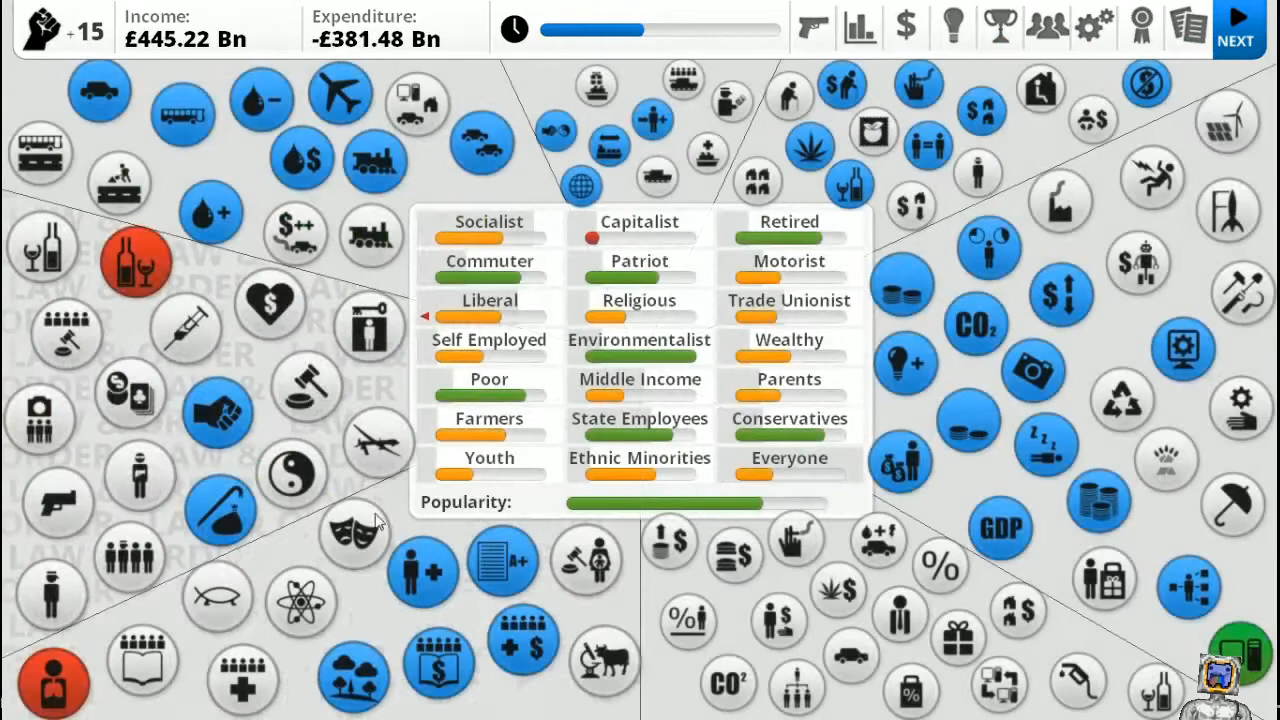 +15
Income:
£445.22 Bn
Expenditure:
-£381.48 Bn
$
NEXT
Socialist
Capitalist
Retired
Commuter
Patriot
Motorist
Liberal
Religious
Trade Unionist
Self Employed
Environmentalist
Wealthy
Poor
Middle Income
Parents
Farmers
State Employees
Conservatives
Youth
Ethnic Minorities
Everyone
Popularity:
CO2
GDP
A+
CO²
LAW & ORDER